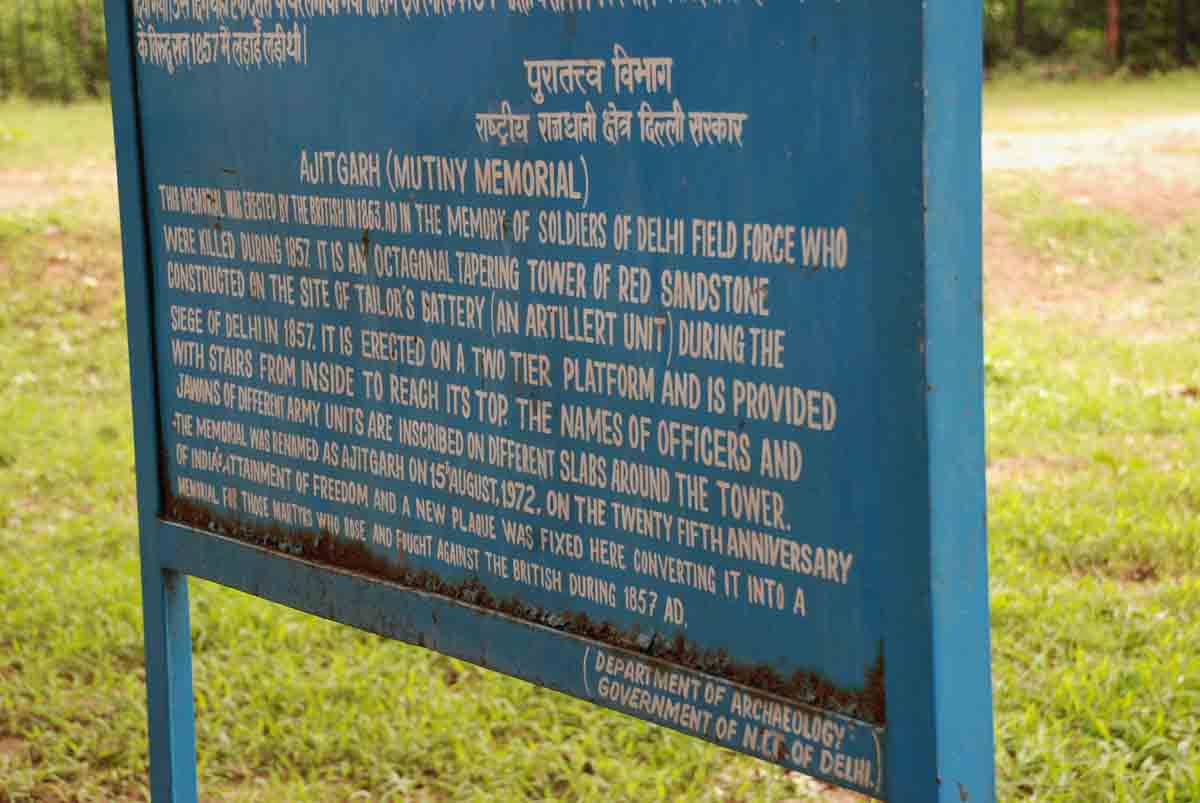 के विरुद्ध सन् 1857 में लड़ाई लड़ी थी।
पुरातत्त्व विभाग
राष्ट्रीय राजधानी क्षेत्र दिल्ली सरकार
AJITGARH (MUTINY MEMORIAL)
THIS MEMORIAL WAS ERECTED BY THE BRITISH IN 1863. AD IN THE MEMORY OF SOLDIERS OF DELHI FIELD FORCE WHO
WERE KILLED DURING 1857. IT IS AN OCTAGONAL TAPERING TOWER OF RED SANDSTONE
CONSTRUCTED ON THE SITE OF TAILOR'S BATTERY (AN ARTILLERT UNIT) DURING THE
SIEGE OF DELHI IN 1857. IT IS ERECTED ON A TWO TIER PLATFORM AND IS PROVIDED
WITH STAIRS FROM INSIDE TO REACH ITS TOP. THE NAMES OF OFFICERS AND
JAWANS OF DIFFERENT ARMY UNITS ARE INSCRIBED ON DIFFERENT SLABS AROUND THE TOWER.
-THE MEMORIAL WAS RENAMED AS AJITGARH ON 15th AUGUST, 1972. ON THE TWENTY FIFTH ANNIVERSARY
OF INDIA'S ATTAINMENT OF FREEDOM AND A NEW PLAQUE WAS FIXED HERE CONVERTING IT INTO A
MEMORIAL FOR THOSE MARTYRS WHO ROSE AND FOUGHT AGAINST THE BRITISH DURING 1857 AD.
(DEPARTMENT OF ARCHAEOLOGY
GOVERNMENT OF N.C.T. OF DELHI.)